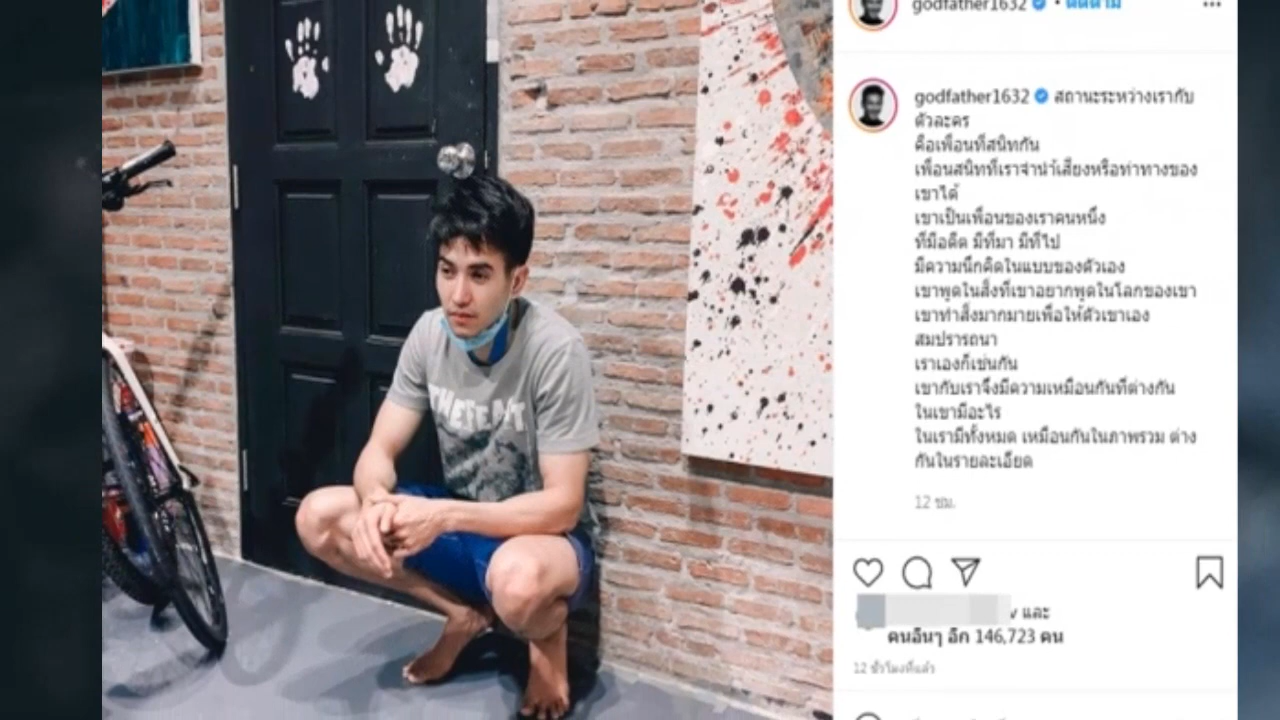 godfather1632 • ติดตาม
godfather1632 สถานะระหว่างเรากับ
ตัวละคร
คือเพื่อนที่สนิทกัน
เพื่อนสนิทที่เราจำน้ำเสียงหรือท่าทางของ
เขาได้
เขาเป็นเพื่อนของเราคนหนึ่ง
ที่มีอดีต มีที่มา มีที่ไป
มีความนึกคิดในแบบของตัวเอง
เขาพูดในสิ่งที่เขาอยากพูดในโลกของเขา
เขาทำสิ่งมากมายเพื่อให้ตัวเขาเอง
สมปรารถนา
เราเองก็เช่นกัน
เขากับเราจึงมีความเหมือนกันที่ต่างกัน
ในเขามีอะไร
ในเรามีทั้งหมด เหมือนกันในภาพรวม ต่าง
กันในรายละเอียด
12 ชม.
และ
คนอื่นๆ อีก 146,723 คน
12 ชั่วโมงที่แล้ว